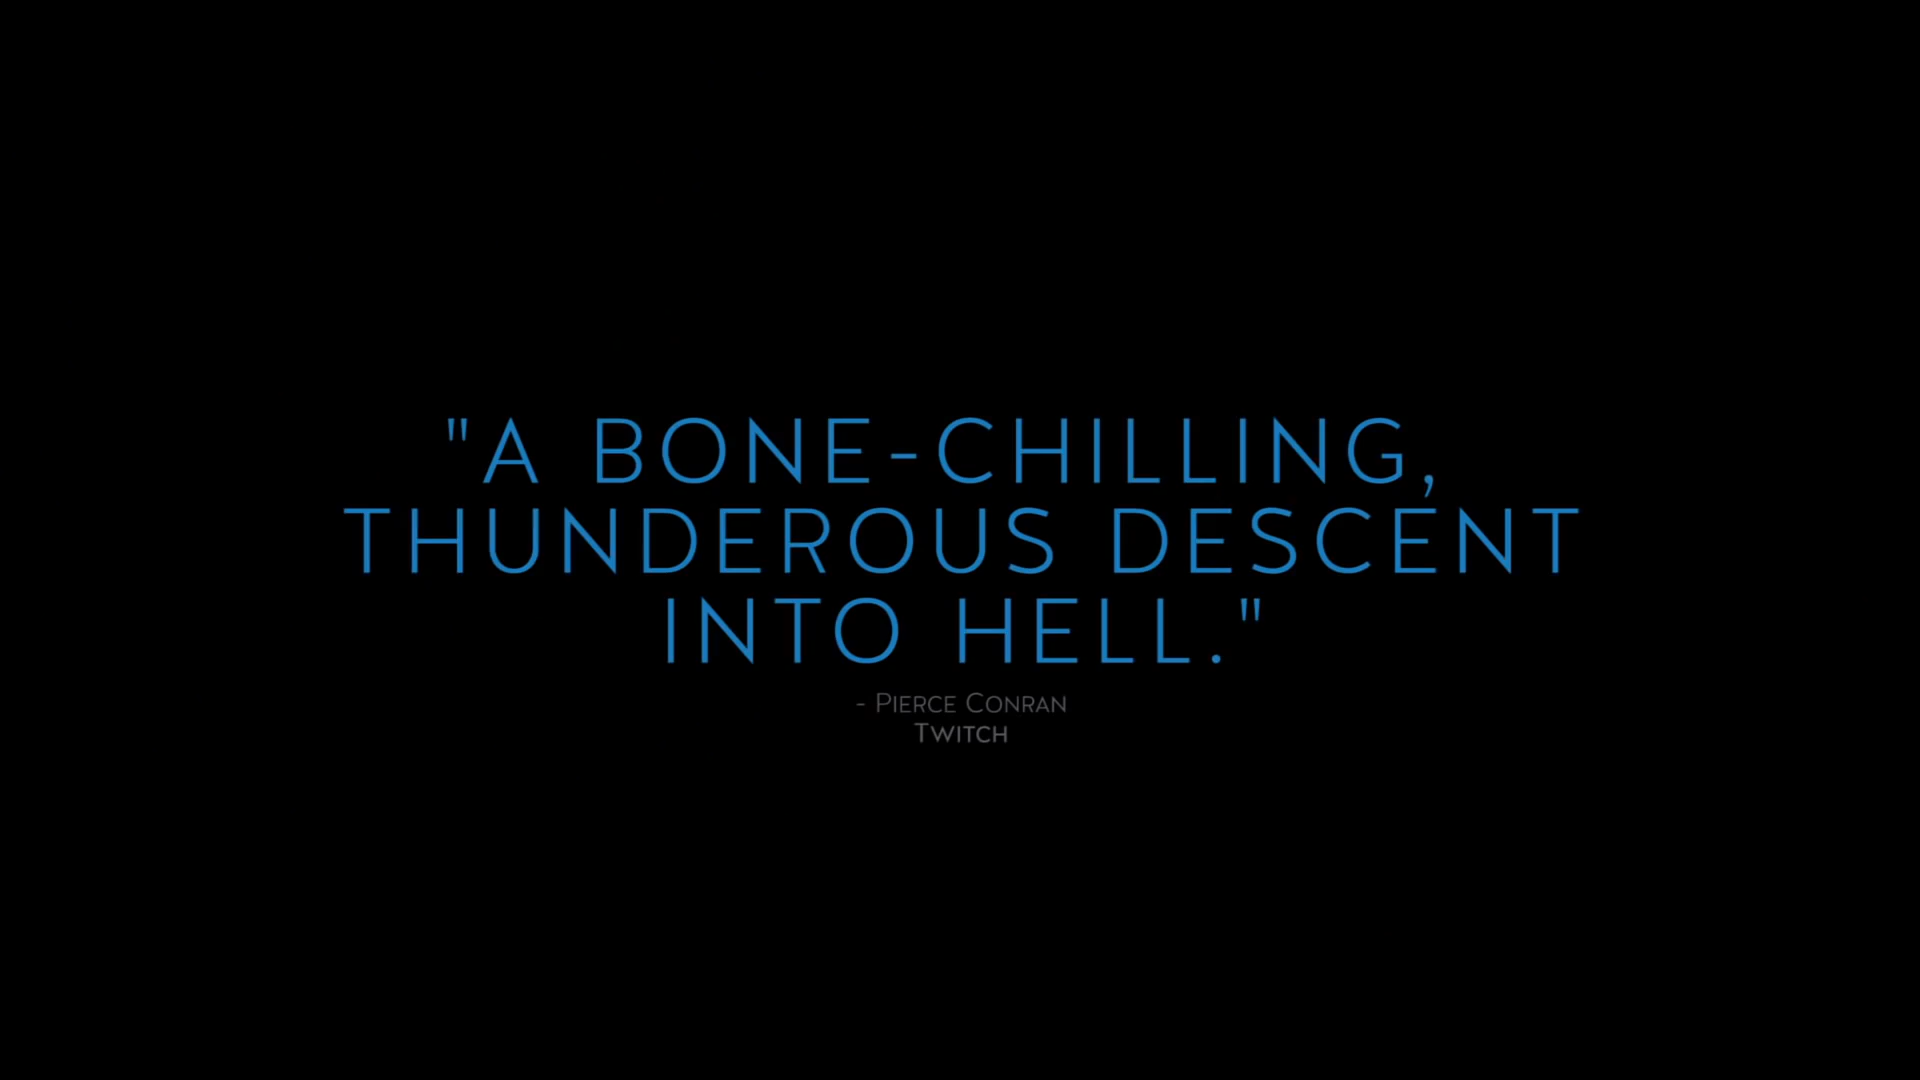 "A BONE-CHILLING,
THUNDEROUS DESCENT
INTO HELL."
- PIERCE CONRAN
TWITCH